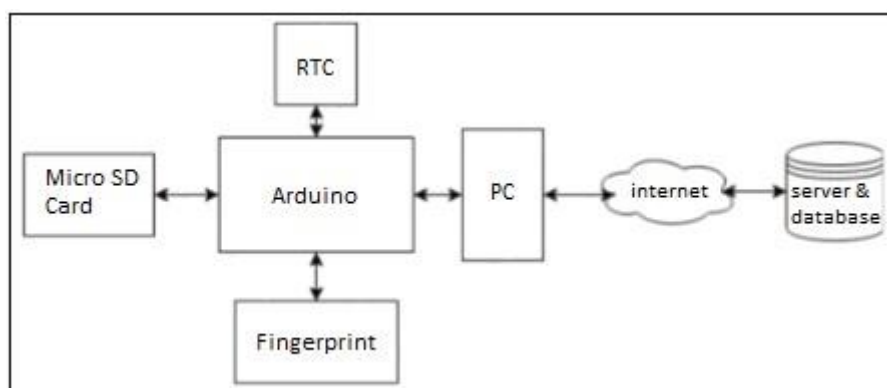 RTC
Micro SD
Card
Arduino
PC
internet
server &
database
Fingerprint